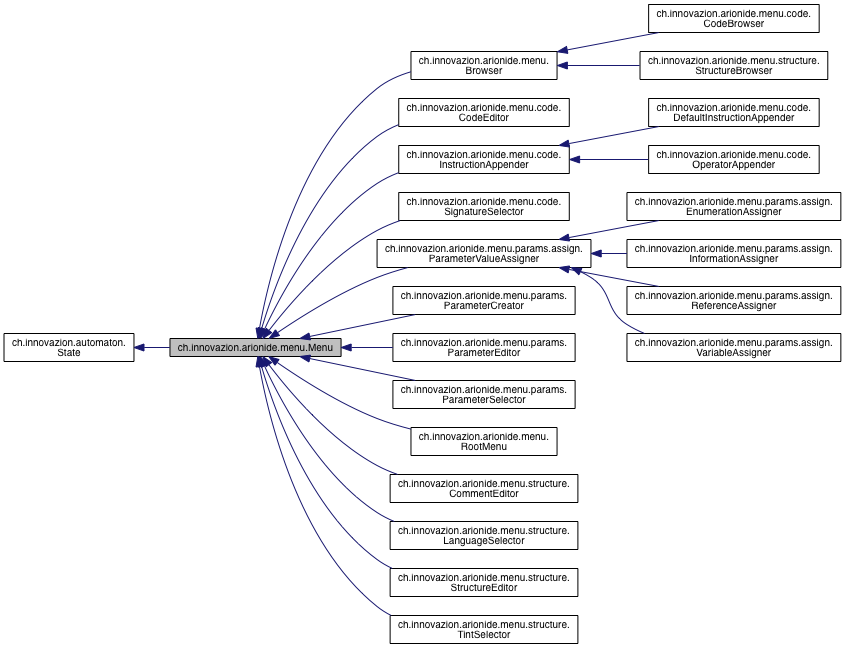 ch.innovazion.arionide.menu.code.
CodeBrowser
ch.innovazion.arionide.menu.
Browser
ch.innovazion.arionide.menu.structure.
StructureBrowser
ch.innovazion.arionide.menu.code.
CodeEditor
ch.innovazion.arionide.menu.code.
DefaultInstructionAppender
ch.innovazion.arionide.menu.code.
InstructionAppender
ch.innovazion.arionide.menu.code.
OperatorAppender
ch.innovazion.arionide.menu.code.
SignatureSelector
ch.innovazion.arionide.menu.params.assign.
EnumerationAssigner
ch.innovazion.arionide.menu.params.assign.
ParameterValueAssigner
ch.innovazion.arionide.menu.params.assign.
InformationAssigner
ch.innovazion.arionide.menu.params.
ParameterCreator
ch.innovazion.arionide.menu.params.assign.
ReferenceAssigner
ch.innovazion.automaton.
State
ch.innovazion.arionide.menu.Menu
ch.innovazion.arionide.menu.params.
ParameterEditor
ch.innovazion.arionide.menu.params.assign.
VariableAssigner
ch.innovazion.arionide.menu.params.
ParameterSelector
ch.innovazion.arionide.menu.
RootMenu
ch.innovazion.arionide.menu.structure.
CommentEditor
ch.innovazion.arionide.menu.structure.
LanguageSelector
ch.innovazion.arionide.menu.structure.
StructureEditor
ch.innovazion.arionide.menu.structure.
TintSelector